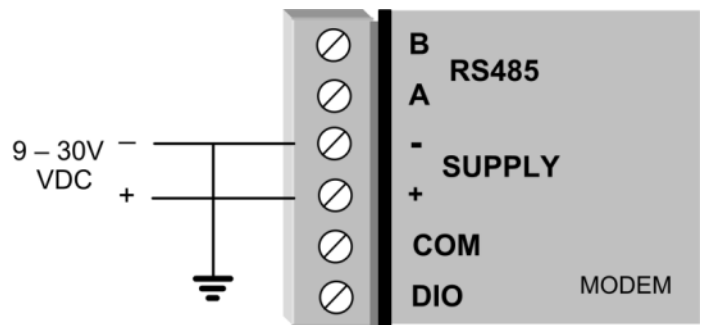 B
RS485
A
9 – 30V
VDC
–
+
-
SUPPLY
+
COM
DIO
MODEM